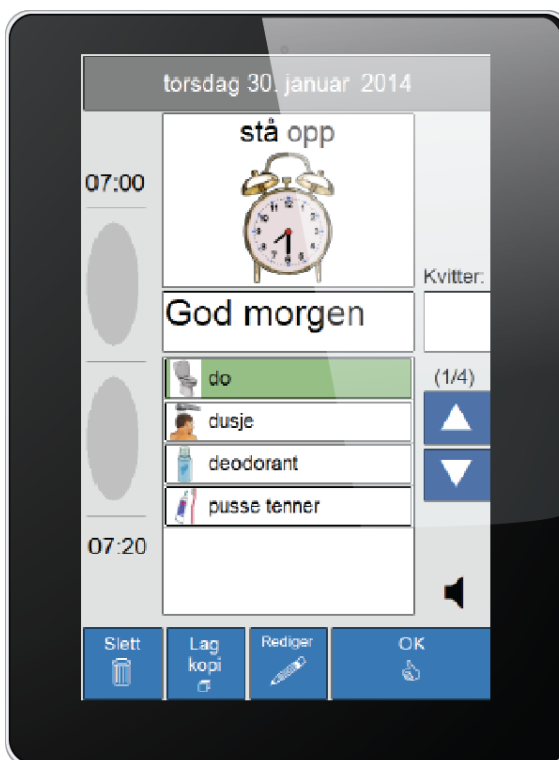 torsdag 30. januar 2014
stå opp
07:00
Kvitter:
God morgen
do
(1/4)
dusje
deodorant
pusse tenner
07:20
Slett
Lag
kopi
Rediger
OK